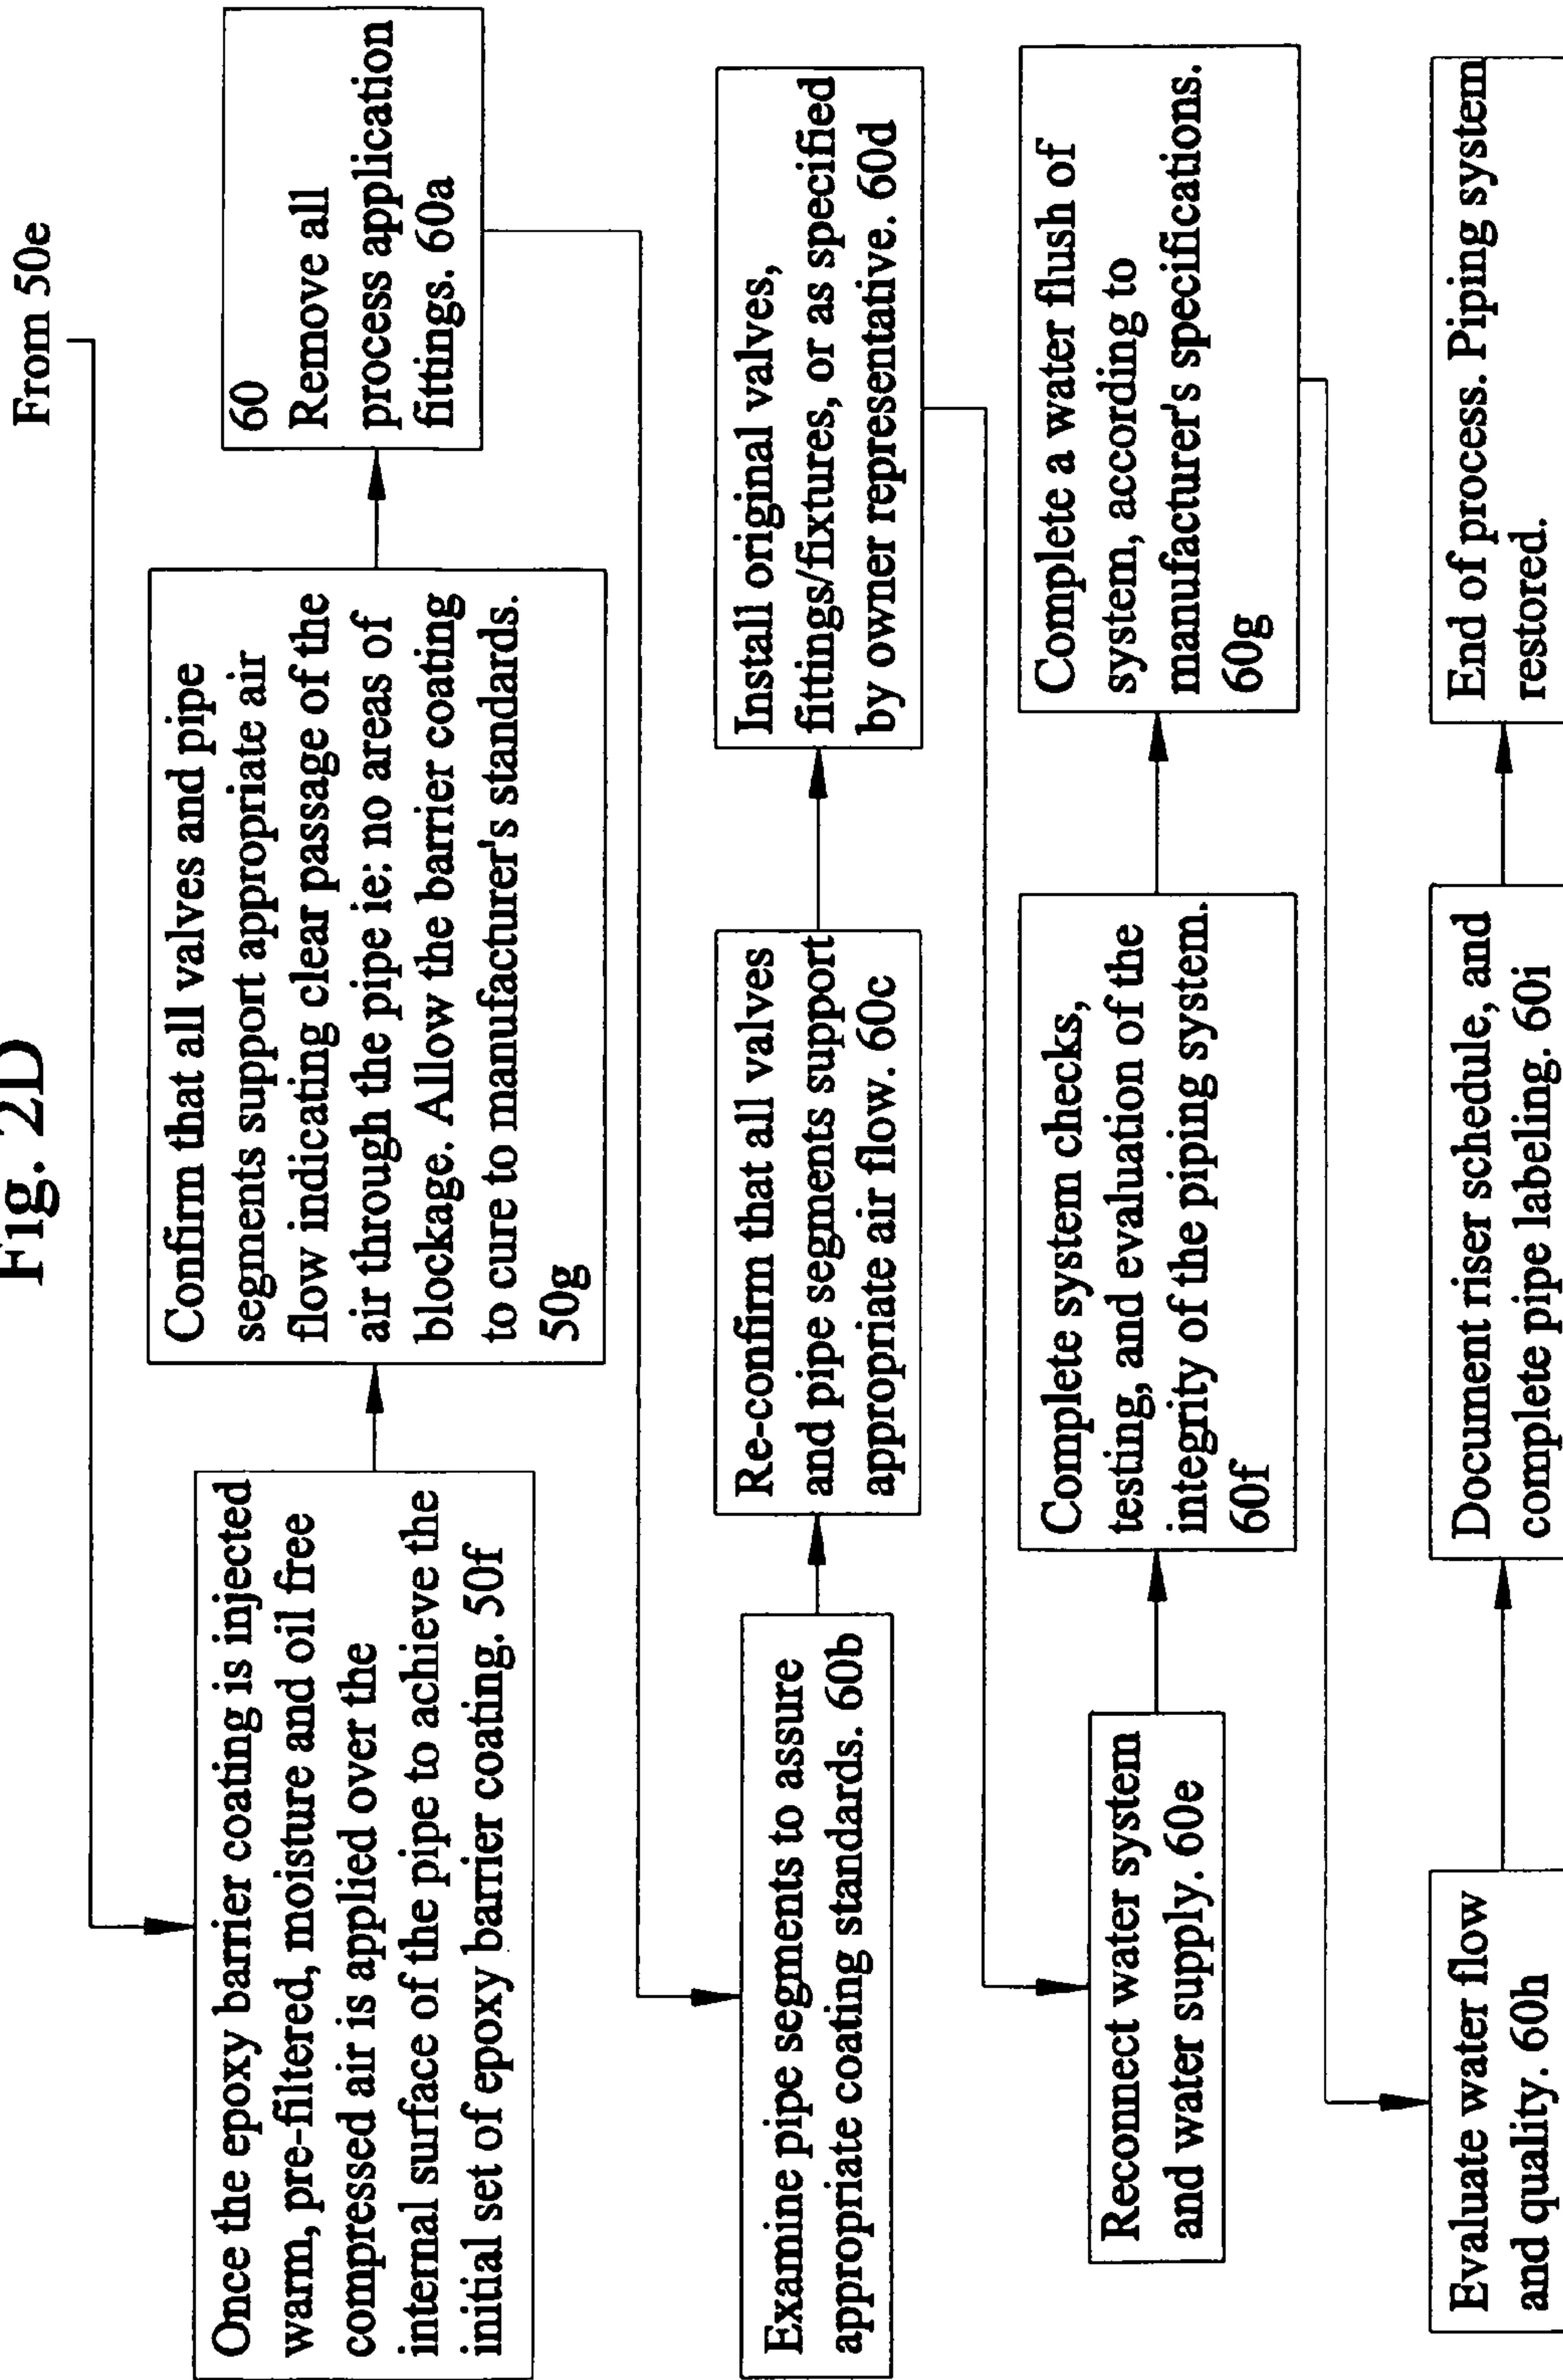 Fig. 2D
From 50e
Once the epoxy barrier coating is injected
warm, pre-filtered, moisture and oil free
compressed air is applied over the
internal surface of the pipe to achieve the
initial set of epoxy barrier coating. 50f
Confirm that all valves and pipe
segments support appropriate air
flow indicating clear passage of the
air through the pipe ie: no areas of
blockage. Allow the barrier coating
to cure to manufacturer's standards.
50g
60
Remove all
process application
fittings. 60a
Examine pipe segments to assure
appropriate coating standards. 60b
Re-confirm that all valves
and pipe segments support
appropriate air flow. 60c
Install original valves,
fittings/fixtures, or as specified
by owner representative. 60d
Reconnect water system
and water supply. 60e
Complete system checks,
testing, and evaluation of the
integrity of the piping system.
60f
Complete a water flush of
system, according to
manufacturer's specifications.
60g
Evaluate water flow
and quality. 60h
Document riser schedule, and
complete pipe labeling. 60i
End of process. Piping system
restored.